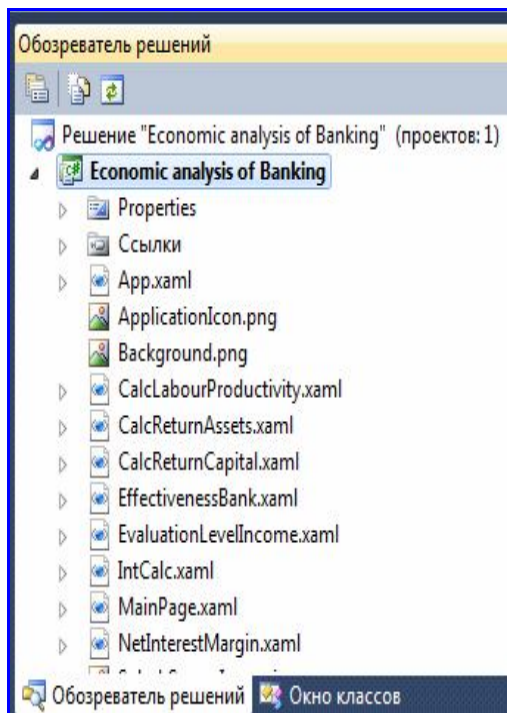 Обозреватель решений
Решение "Economic analysis of Banking" (проектов: 1)
Economic analysis of Banking
Properties
Ссылки
App.xaml
ApplicationIcon.png
Background.png
CalcLabourProductivity.xaml
CalcReturnAssets.xaml
CalcReturnCapital.xaml
EffectivenessBank.xaml
EvaluationLevelIncome.xaml
IntCalc.xaml
MainPage.xaml
NetInterestMargin.xaml
Обозреватель решений Окно классов